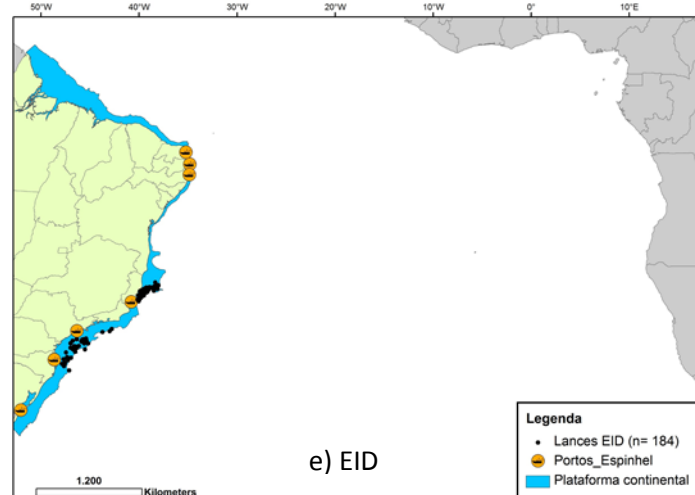 50°W 40°W 30°W 20°W 10°W 0° 10°E
Legenda
Lances EID (n= 184)
Portos_Espinhel
Plataforma continental
e) EID
1.200
Kilometers